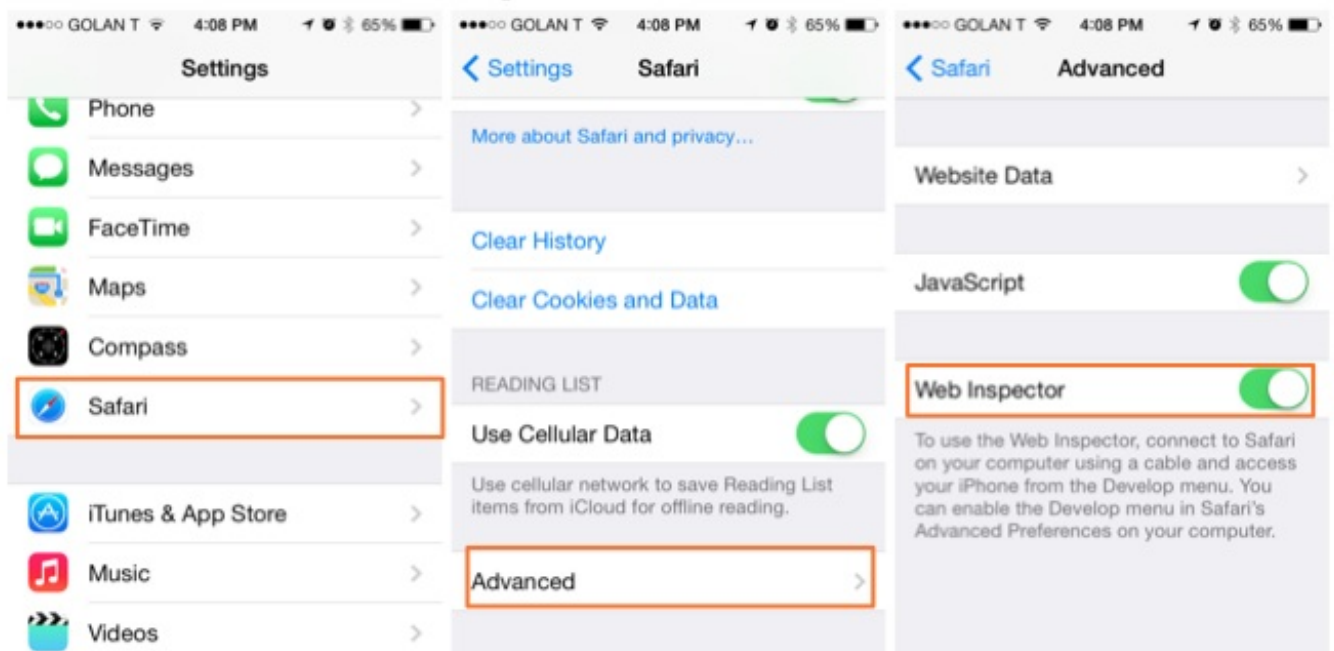 GOLAN T 4:08 PM 65%
Settings
Phone
Messages
FaceTime
Maps
Compass
Safari
iTunes & App Store
Music
Videos
GOLAN T 4:08 PM 65%
Settings Safari
More about Safari and privacy...
Clear History
Clear Cookies and Data
READING LIST
Use Cellular Data
Use cellular network to save Reading List
items from iCloud for offline reading.
Advanced
GOLAN T 4:08 PM 65%
Safari Advanced
Website Data
JavaScript
Web Inspector
To use the Web Inspector, connect to Safari
on your computer using a cable and access
your iPhone from the Develop menu. You
can enable the Develop menu in Safari's
Advanced Preferences on your computer.